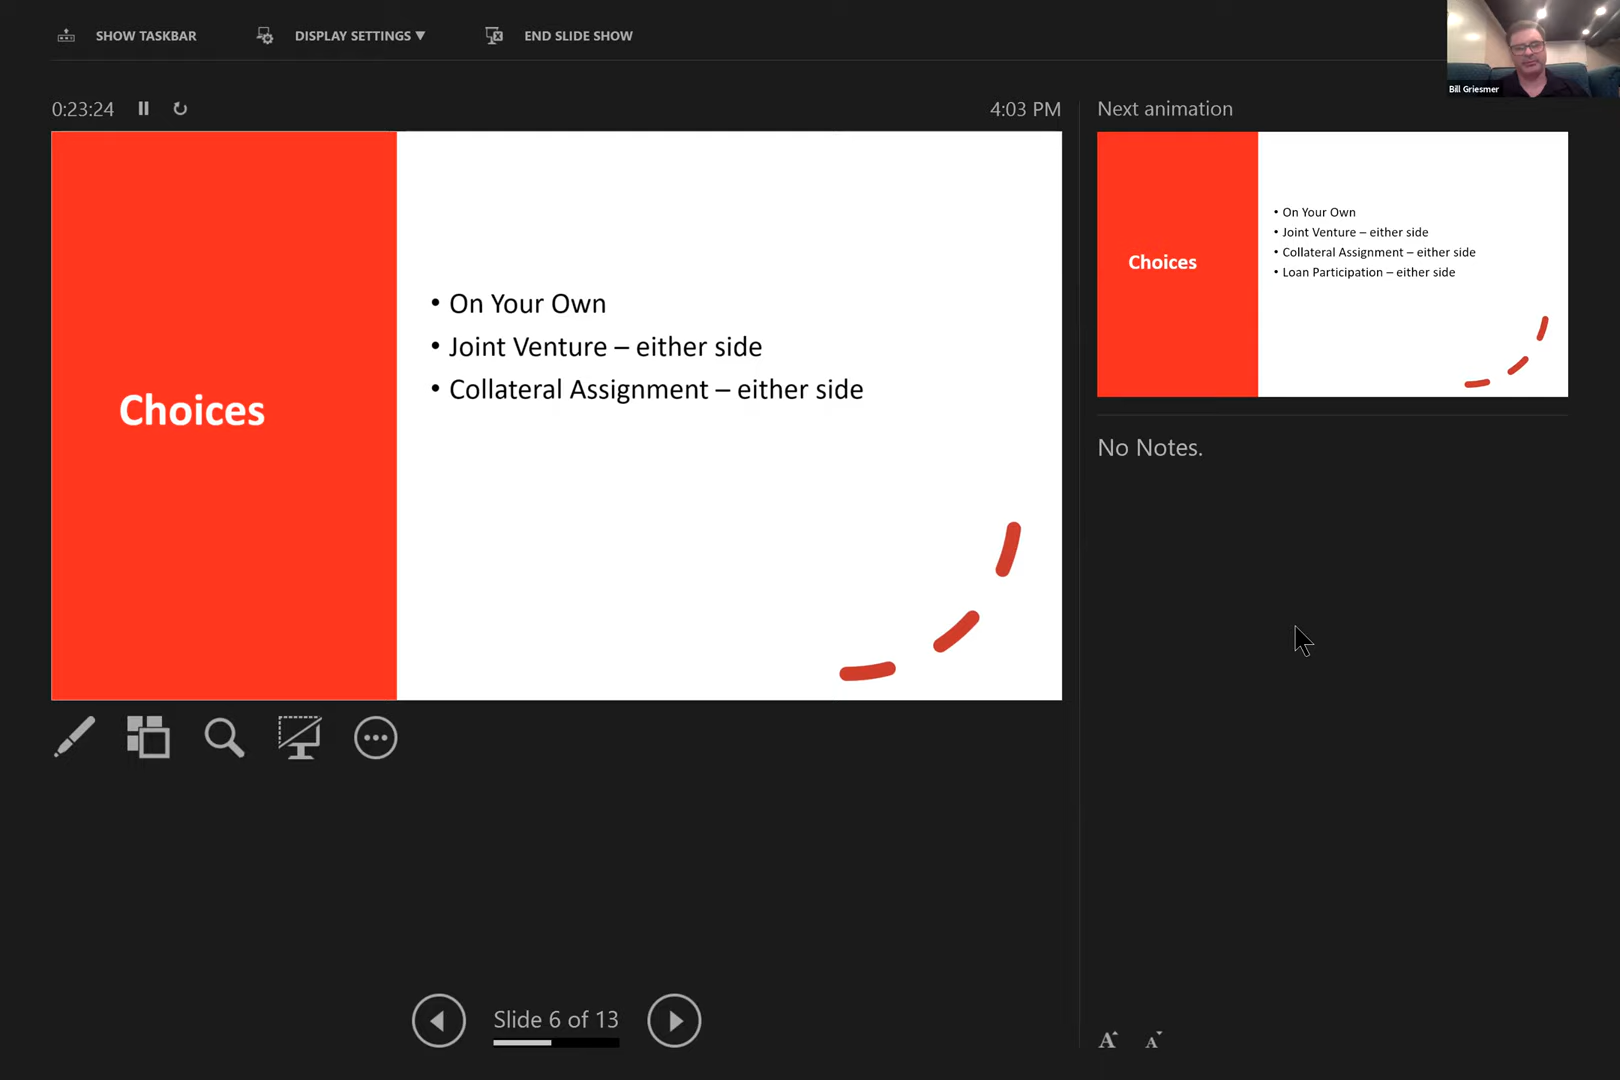 SHOW TASKBAR
DISPLAY SETTINGS ▼
END SLIDE SHOW
Bill Griesmer
0:23:24
4:03 PM
Next animation
Choices
• On Your Own
• Joint Venture – either side
• Collateral Assignment – either side
Choices
• On Your Own
• Joint Venture – either side
• Collateral Assignment – either side
• Loan Participation – either side
No Notes.
Slide 6 of 13
A A